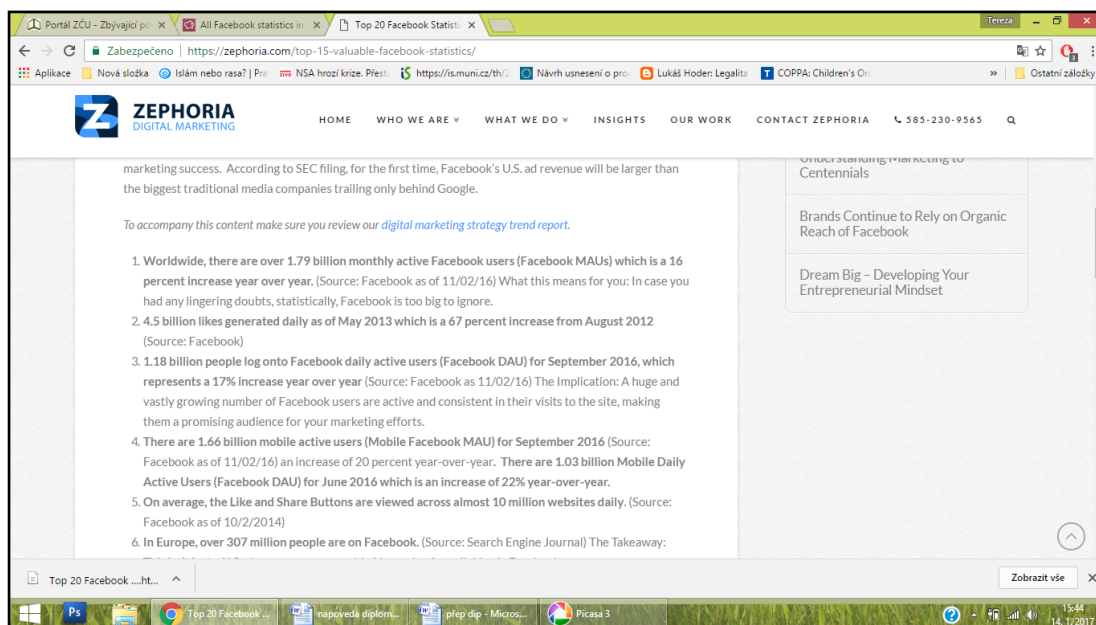 Portál ZČU - Zbývající po
All Facebook statistics in
Top 20 Facebook Statisti
Tereza
Zabezpečeno | https://zephoria.com/top-15-valuable-facebook-statistics/
Aplikace Nová složka Islám nebo rasa? | Pra NSA hrozí krize. Přest https://is.muni.cz/th/2 Návrh usnesení o pro Lukáš Hoder: Legalita COPPA: Children's On » Ostatní záložky
ZEPHORIA
DIGITAL MARKETING
HOME WHO WE ARE WHAT WE DO INSIGHTS OUR WORK CONTACT ZEPHORIA 585-230-9565
marketing success. According to SEC filing, for the first time, Facebook's U.S. ad revenue will be larger than
the biggest traditional media companies trailing only behind Google.
To accompany this content make sure you review our digital marketing strategy trend report.
1. Worldwide, there are over 1.79 billion monthly active Facebook users (Facebook MAUs) which is a 16
percent increase year over year. (Source: Facebook as of 11/02/16) What this means for you: In case you
had any lingering doubts, statistically, Facebook is too big to ignore.
2. 4.5 billion likes generated daily as of May 2013 which is a 67 percent increase from August 2012
(Source: Facebook)
3. 1.18 billion people log onto Facebook daily active users (Facebook DAU) for September 2016, which
represents a 17% increase year over year (Source: Facebook as 11/02/16) The Implication: A huge and
vastly growing number of Facebook users are active and consistent in their visits to the site, making
them a promising audience for your marketing efforts.
4. There are 1.66 billion mobile active users (Mobile Facebook MAU) for September 2016 (Source:
Facebook as of 11/02/16) an increase of 20 percent year-over-year. There are 1.03 billion Mobile Daily
Active Users (Facebook DAU) for June 2016 which is an increase of 22% year-over-year.
5. On average, the Like and Share Buttons are viewed across almost 10 million websites daily. (Source:
Facebook as of 10/2/2014)
6. In Europe, over 307 million people are on Facebook. (Source: Search Engine Journal) The Takeaway:
Understanding Marketing to
Centennials
Brands Continue to Rely on Organic
Reach of Facebook
Dream Big – Developing Your
Entrepreneurial Mindset
Top 20 Facebook ....ht...
Zobrazit vše
Ps
Top 20 Facebook ...
napoveda diplom...
přep dip - Micros...
Picasa 3
15:44
14. 1. 2017